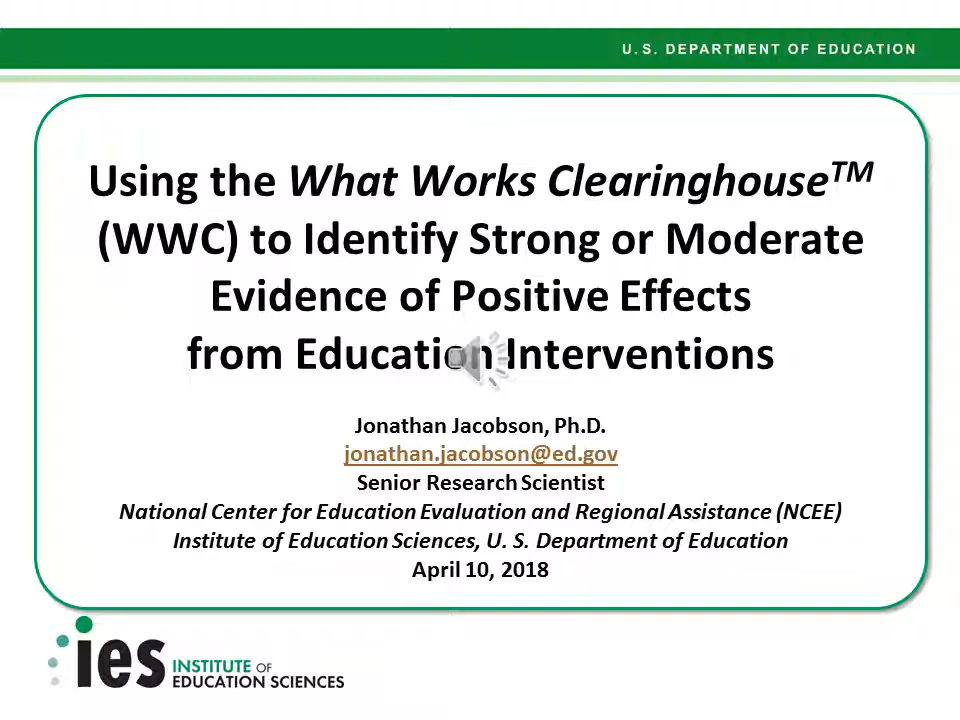 U. S. DEPARTMENT OF EDUCATION
Using the What Works Clearinghouse™
(WWC) to Identify Strong or Moderate
Evidence of Positive Effects
from Education Interventions
Jonathan Jacobson, Ph.D.
jonathan.jacobson@ed.gov
Senior Research Scientist
National Center for Education Evaluation and Regional Assistance (NCEE)
Institute of Education Sciences, U. S. Department of Education
April 10, 2018
ies INSTITUTE OF
EDUCATION SCIENCES